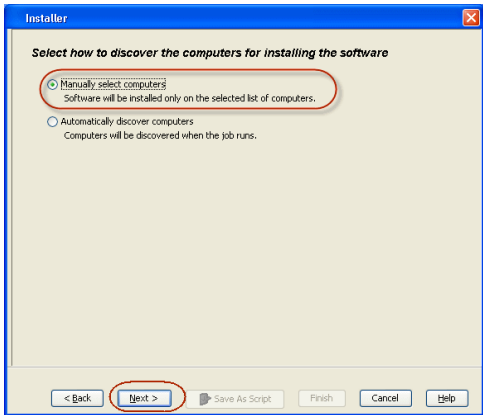 Installer
Select how to discover the computers for installing the software
Manually select computers
Software will be installed only on the selected list of computers.
Automatically discover computers
Computers will be discovered when the job runs.
< Back Next > Save As Script Finish Cancel Help